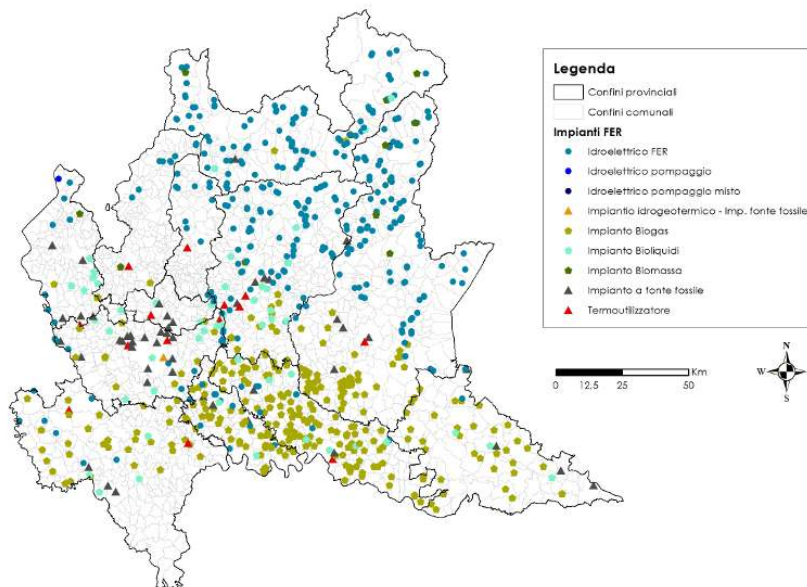 Legenda
Confini provinciali
Confini comunali
Impianti FER
Idroelettrico FER
Idroelettrico pompaggio
Idroelettrico pompaggio misto
Impiantio idrogeotermico - Imp. fonte fossile
Impianto Biogas
Impianto Bioliquidi
Impianto Biomassa
Impianto a fonte fossile
Termoutilizzatore
Km
0 12.5 25 50
N
W E
S